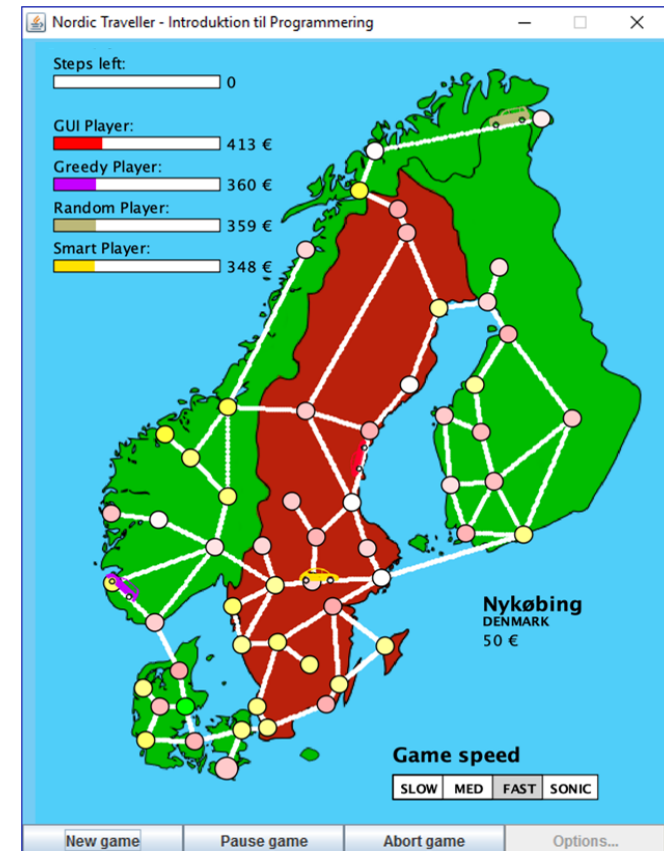 Nordic Traveller - Introduktion til Programmering
Steps left:
0
GUI Player:
413 €
Greedy Player:
360 €
Random Player:
359 €
Smart Player:
348 €
Nykøbing
DENMARK
50 €
Game speed
SLOW MED FAST SONIC
New game Pause game Abort game Options...